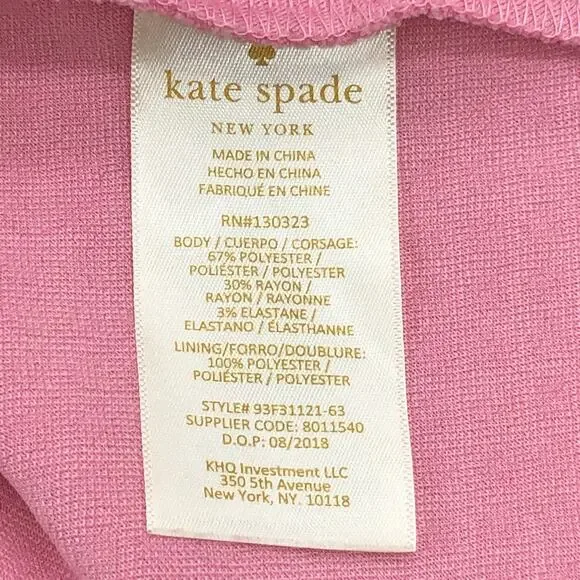 kate spade
NEW YORK
MADE IN CHINA
HECHO EN CHINA
FABRIQUÉ EN CHINE
RN#130323
BODY / CUERPO / CORSAGE:
67% POLYESTER /
POLIÉSTER / POLYESTER
30% RAYON /
RAYON / RAYONNE
3% ELASTANE /
ELASTANO / ÉLASTHANNE
LINING/FORRO/DOUBLURE:
100% POLYESTER /
POLIÉSTER / POLYESTER
STYLE# 93F31121-63
SUPPLIER CODE: 8011540
D.O.P: 08/2018
KHQ Investment LLC
350 5th Avenue
New York, NY. 10118